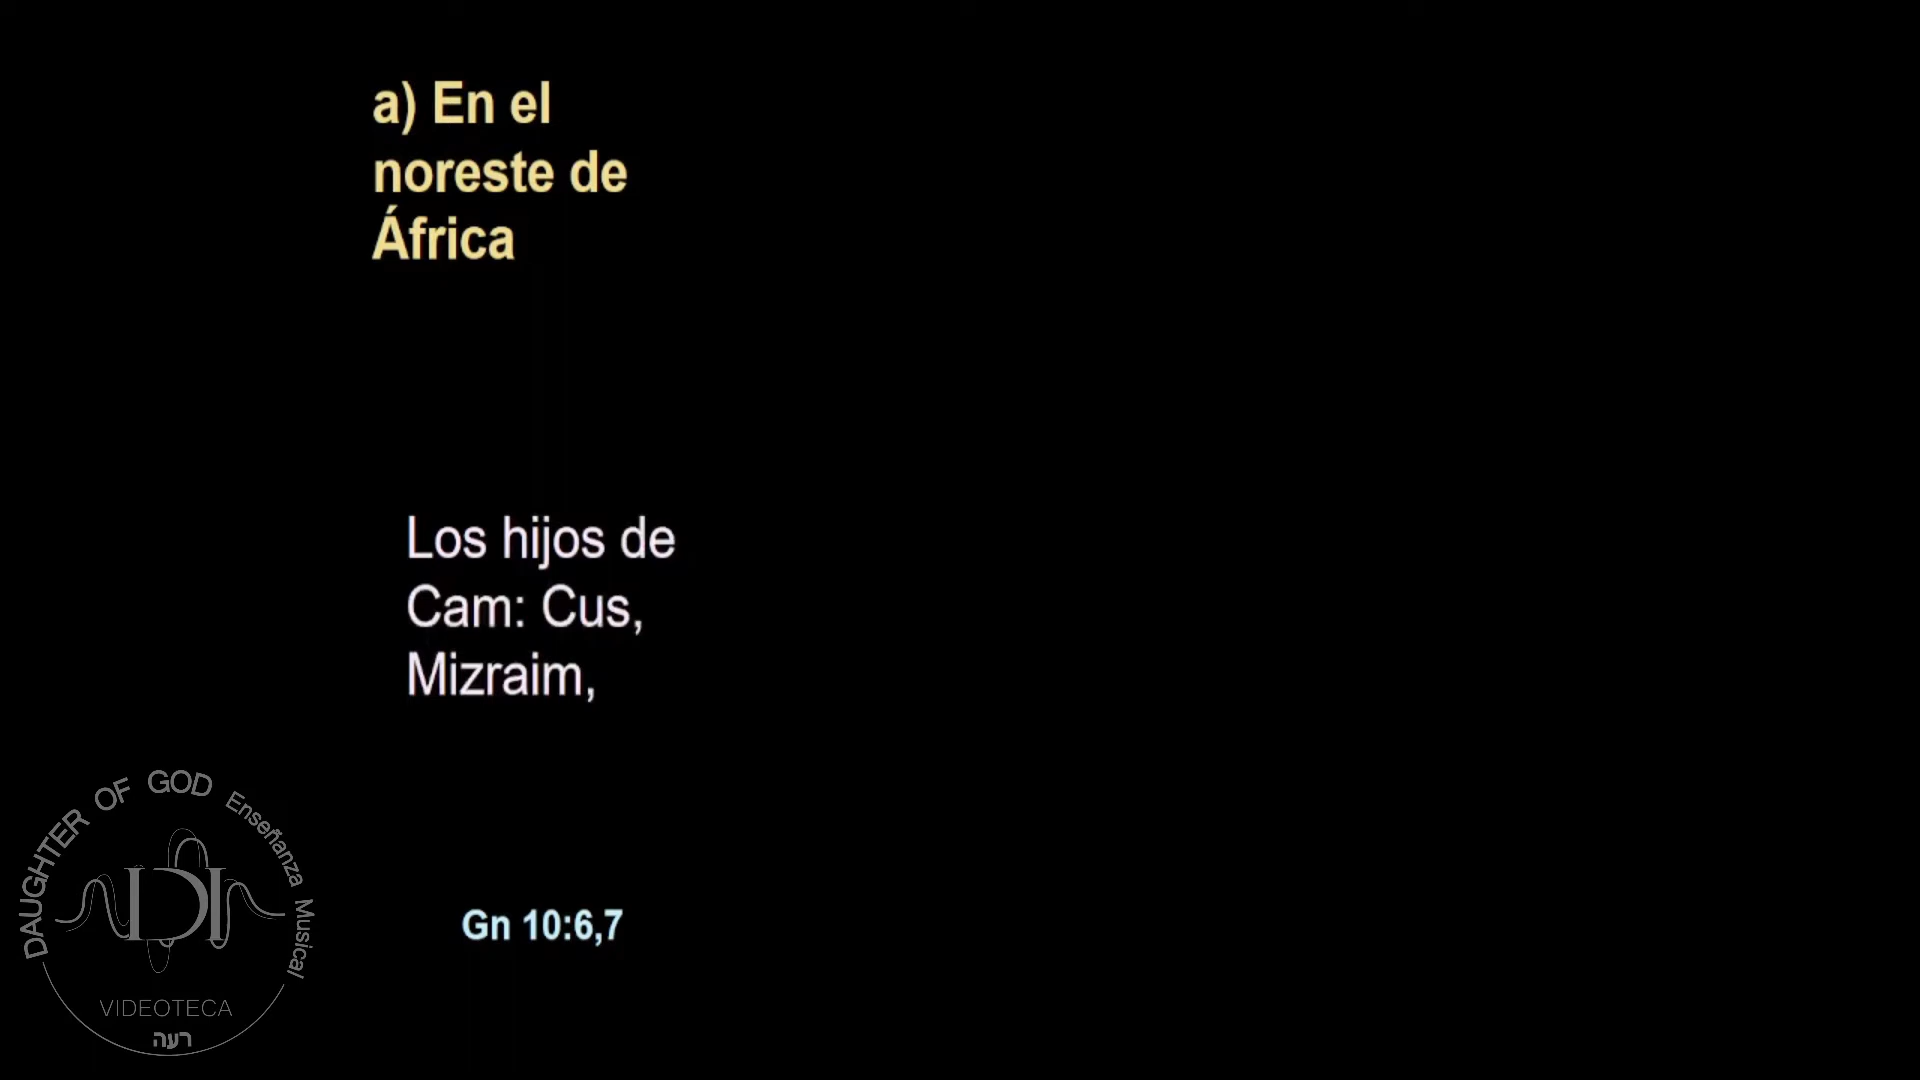 a) En el
noreste de
África
Los hijos de
Cam: Cus,
Mizraim,
Gn 10:6,7
DAUGHTER OF GOD Enseñanza Musical
DI
VIDEOTECA
רעה